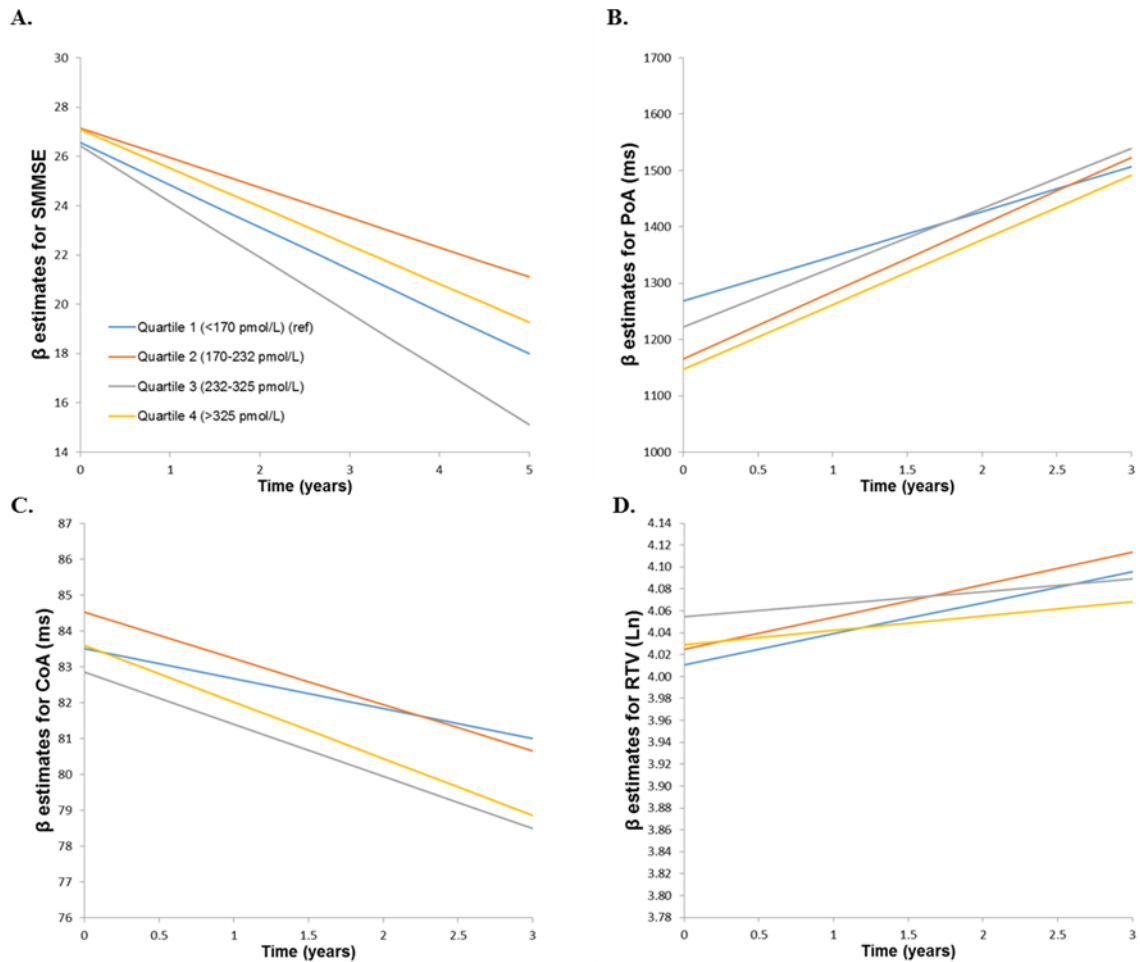 A.
30
28
26
24
22
20
18
16
14
β estimates for SMMSE
Quartile 1 (<170 pmol/L) (ref)
Quartile 2 (170-232 pmol/L)
Quartile 3 (232-325 pmol/L)
Quartile 4 (>325 pmol/L)
0 1 2 3 4 5
Time (years)
B.
1700
1600
1500
1400
1300
1200
1100
1000
β estimates for PoA (ms)
0 0.5 1 1.5 2 2.5 3
Time (years)
C.
87
86
85
84
83
82
81
80
79
78
77
76
β estimates for CoA (ms)
0 0.5 1 1.5 2 2.5 3
Time (years)
D.
4.14
4.12
4.10
4.08
4.06
4.04
4.02
4.00
3.98
3.96
3.94
3.92
3.90
3.88
3.86
3.84
3.82
3.80
3.78
β estimates for RTV (Ln)
0 0.5 1 1.5 2 2.5 3
Time (years)